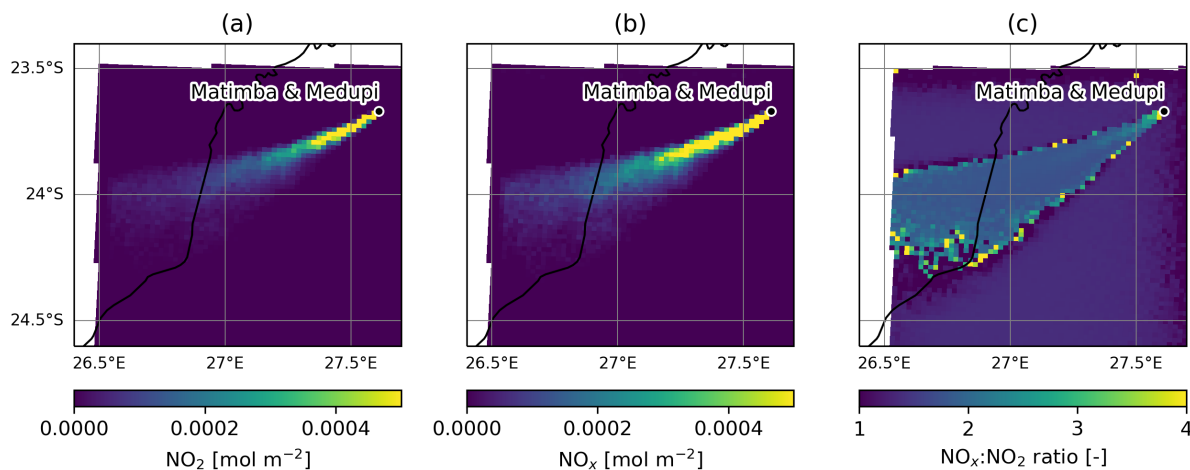 (a)
(b)
(c)
23.5°S
24°S
24.5°S
Matimba & Medupi
Matimba & Medupi
Matimba & Medupi
26.5°E 27°E 27.5°E
26.5°E 27°E 27.5°E
26.5°E 27°E 27.5°E
0.0000 0.0002 0.0004
0.0000 0.0002 0.0004
1 2 3 4
NO₂ [mol m⁻²]
NOₓ [mol m⁻²]
NOₓ:NO₂ ratio [-]